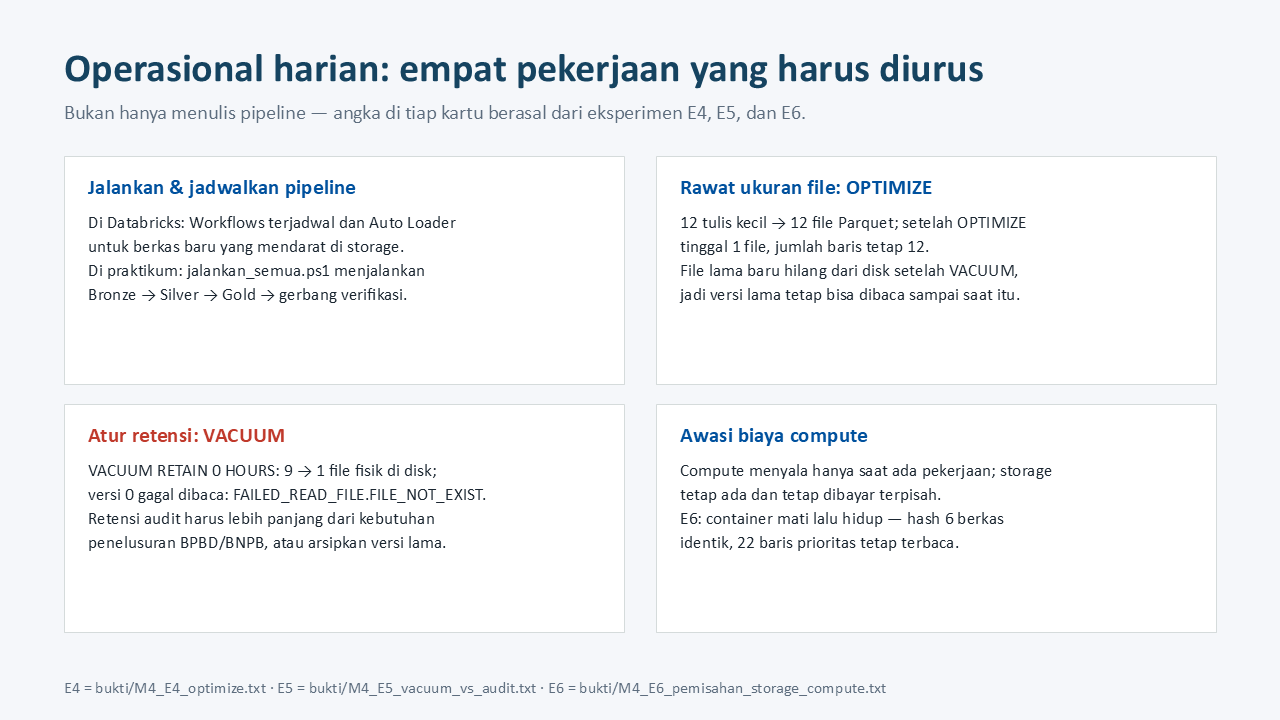 Operasional harian: empat pekerjaan yang harus diurus
Bukan hanya menulis pipeline — angka di tiap kartu berasal dari eksperimen E4, E5, dan E6.
Jalankan & jadwalkan pipeline
Di Databricks: Workflows terjadwal dan Auto Loader
untuk berkas baru yang mendarat di storage.
Di praktikum: jalankan_semua.ps1 menjalankan
Bronze → Silver → Gold → gerbang verifikasi.
Rawat ukuran file: OPTIMIZE
12 tulis kecil → 12 file Parquet; setelah OPTIMIZE
tinggal 1 file, jumlah baris tetap 12.
File lama baru hilang dari disk setelah VACUUM,
jadi versi lama tetap bisa dibaca sampai saat itu.
Atur retensi: VACUUM
VACUUM RETAIN 0 HOURS: 9 → 1 file fisik di disk;
versi 0 gagal dibaca: FAILED_READ_FILE.FILE_NOT_EXIST.
Retensi audit harus lebih panjang dari kebutuhan
penelusuran BPBD/BNPB, atau arsipkan versi lama.
Awasi biaya compute
Compute menyala hanya saat ada pekerjaan; storage
tetap ada dan tetap dibayar terpisah.
E6: container mati lalu hidup — hash 6 berkas
identik, 22 baris prioritas tetap terbaca.
E4 = bukti/M4_E4_optimize.txt · E5 = bukti/M4_E5_vacuum_vs_audit.txt · E6 = bukti/M4_E6_pemisahan_storage_compute.txt